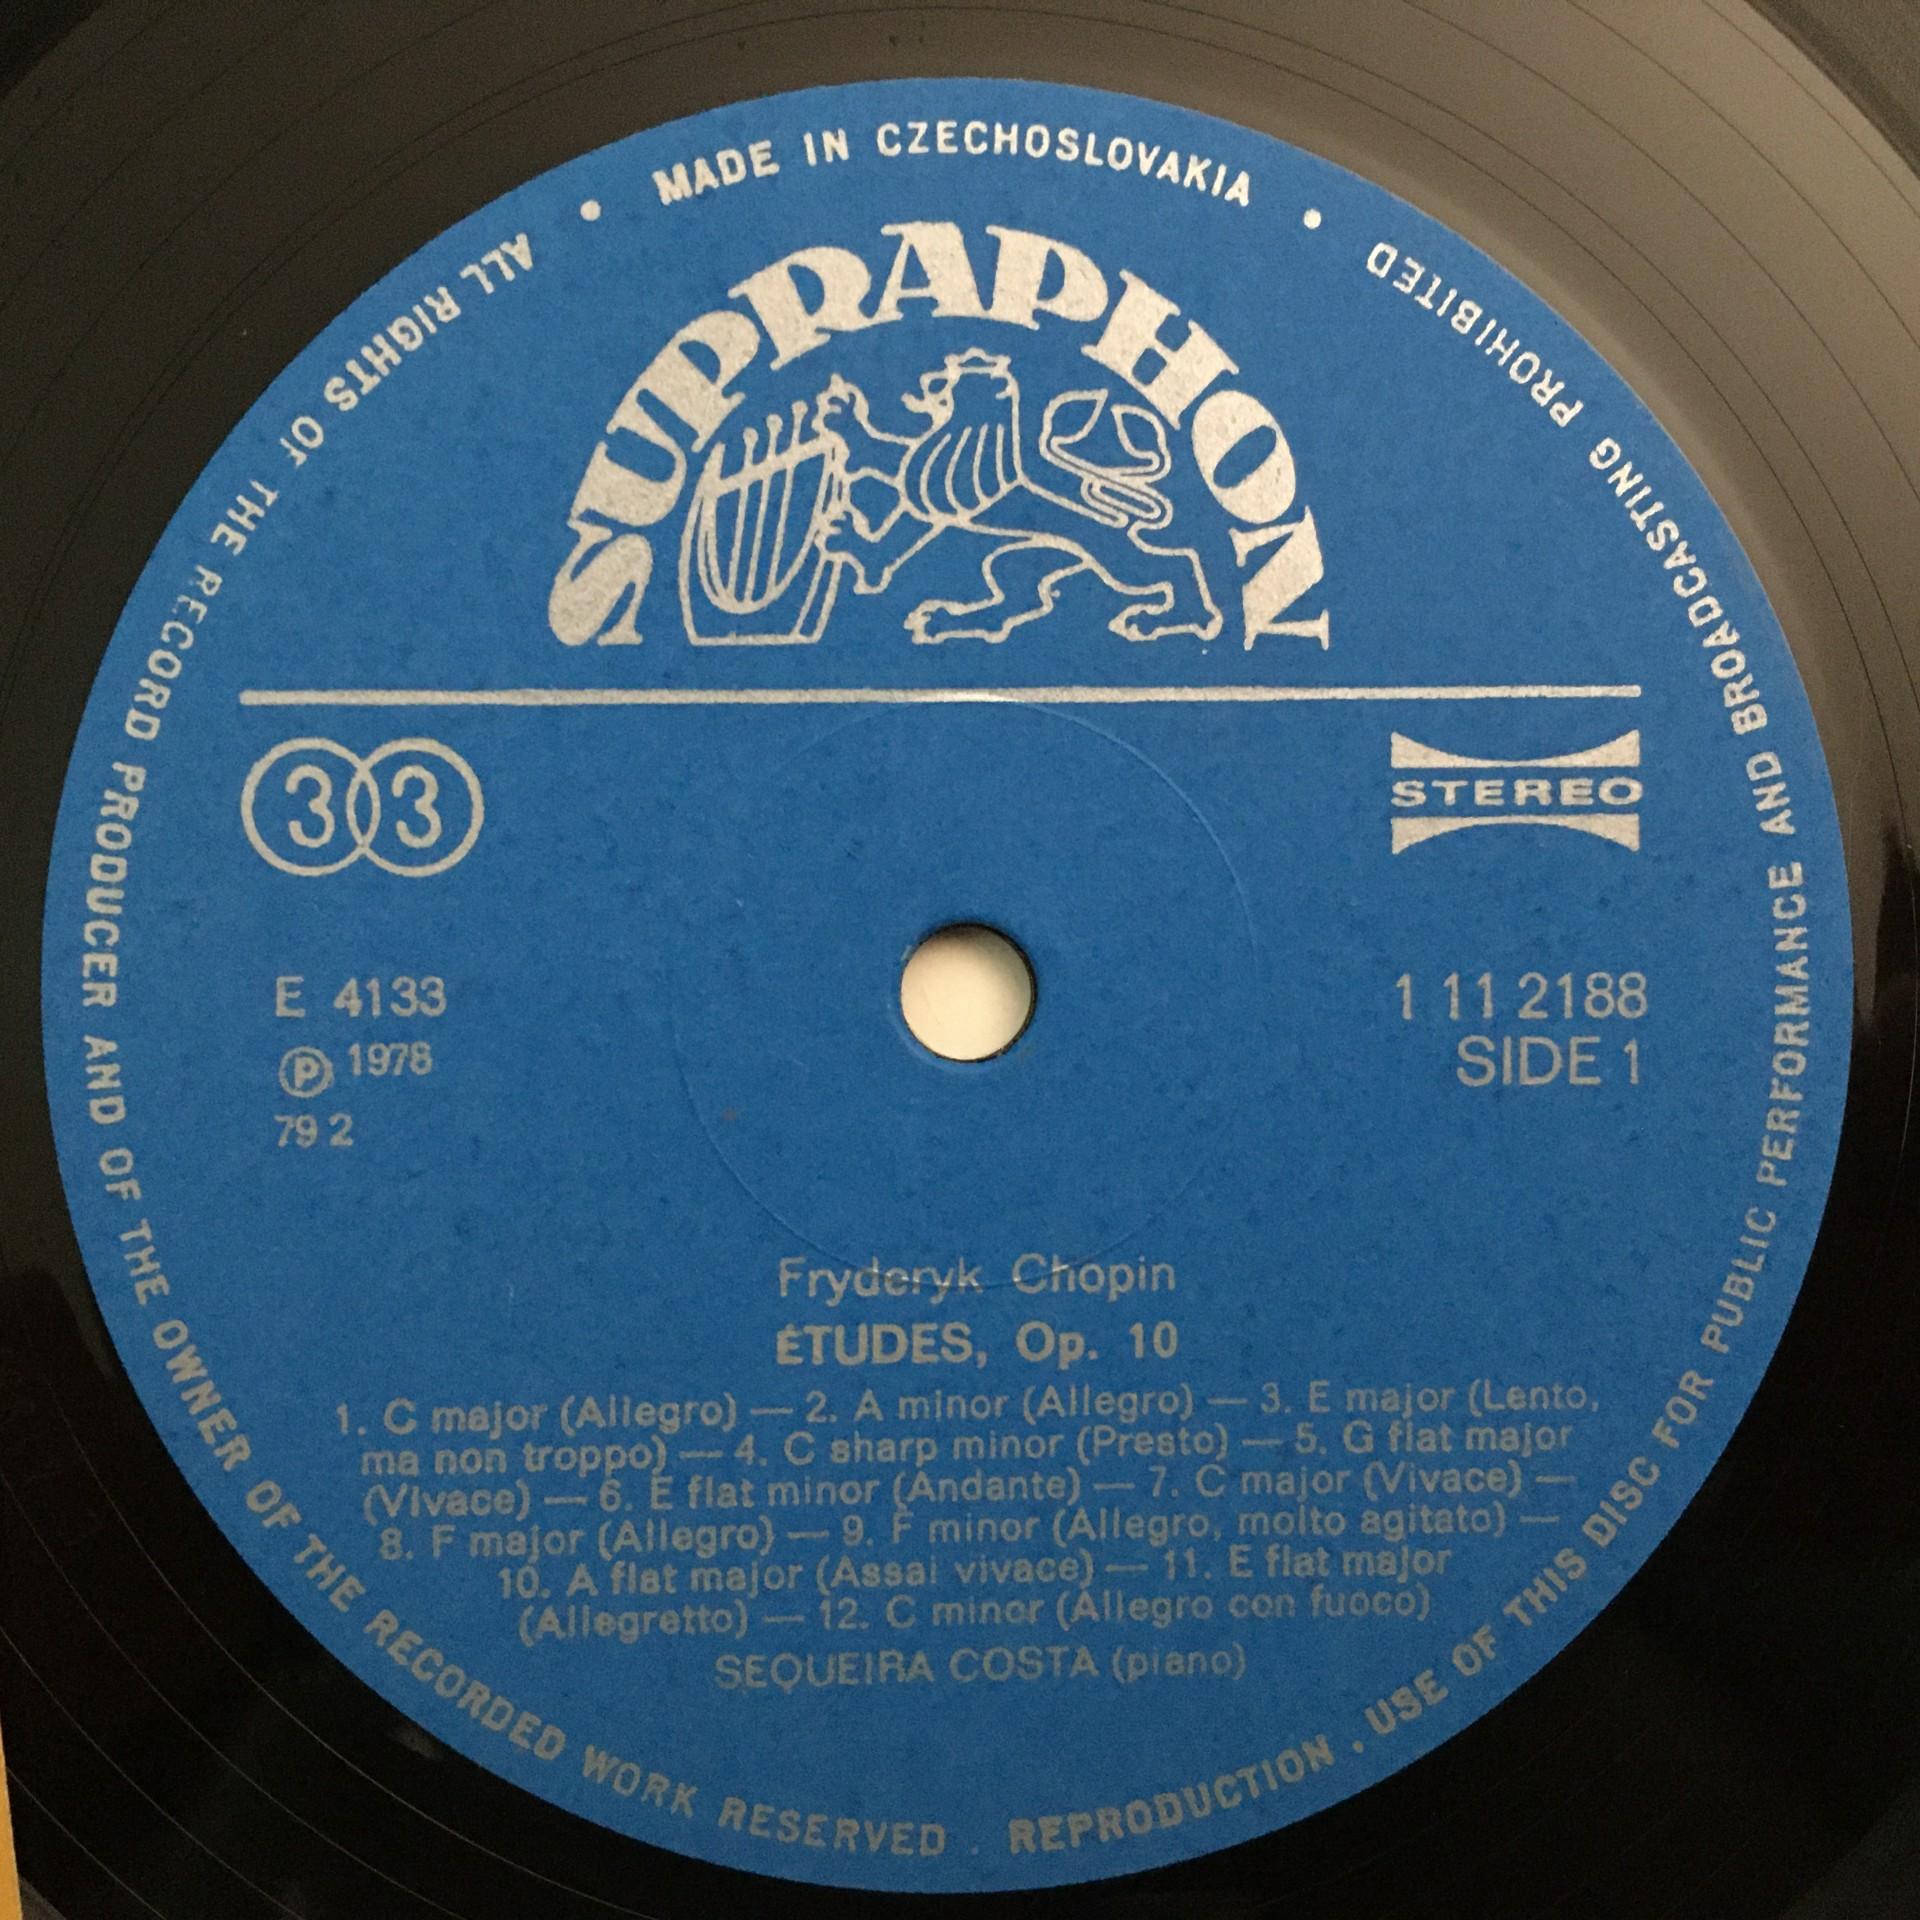 MADE IN CZECHOSLOVAKIA
SUPRAPHON
33
STEREO
E 4133
℗ 1978
79 2
1 11 2188
SIDE 1
Fryderyk Chopin
ÉTUDES, Op. 10
1. C major (Allegro) — 2. A minor (Allegro) — 3. E major (Lento,
ma non troppo) — 4. C sharp minor (Presto) — 5. G flat major
(Vivace) — 6. E flat minor (Andante) — 7. C major (Vivace) —
8. F major (Allegro) — 9. F minor (Allegro, molto agitato) —
10. A flat major (Assai vivace) — 11. E flat major
(Allegretto) — 12. C minor (Allegro con fuoco)
SEQUEIRA COSTA (piano)
ALL RIGHTS OF THE RECORD PRODUCER AND OF THE OWNER OF THE RECORDED WORK RESERVED . REPRODUCTION . USE OF THIS DISC FOR PUBLIC PERFORMANCE AND BROADCASTING PROHIBITED